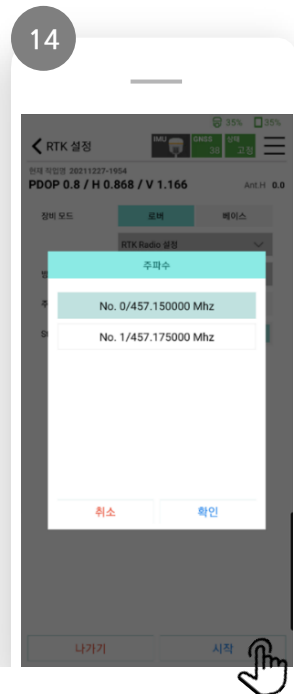 14
35% 35%
RTK 설정
IMU GNSS 38 상태 고정
현재 작업명 20211227-1954
PDOP 0.8 / H 0.868 / V 1.166 Ant.H 0.0
장비 모드 로버 베이스
RTK Radio 설정
주파수
No. 0/457.150000 Mhz
No. 1/457.175000 Mhz
취소 확인
나가기 시작